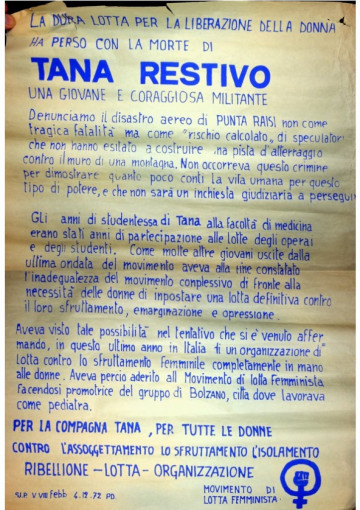 LA DURA LOTTA PER LA LIBERAZIONE DELLA DONNA
HA PERSO CON LA MORTE DI
TANA RESTIVO
UNA GIOVANE E CORAGGIOSA MILITANTE
Denunciamo il disastro aereo di PUNTA RAISI non come
tragica fatalità ma come "rischio calcolato„ di speculatori
che non hanno esitato a costruire una pista d'atterraggio
contro il muro di una montagna. Non occorreva questo crimine
per dimostrare quanto poco conti la vita umana per questo
tipo di potere, e che non sarà un inchiesta giudiziaria a perseguir
Gli anni di studentessa di Tana alla facoltà di medicina
erano stati anni di partecipazione alle lotte degli operai
e degli studenti. Come molte altre giovani uscite dalla
ultima ondata del movimento aveva alla fine constatato
l'inadeguatezza del movimento complessivo di fronte alla
necessità delle donne di inpostare una lotta definitiva contro
il loro sfruttamento, emarginazione e opressione.
Aveva visto tale possibilità nel tentativo che si è venuto affer
mando, in questo ultimo anno in Italia di un organizzazione di
Lotta contro lo sfruttamento femminile completamente in mano
alle donne. Aveva perciò aderito all Movimento di lotta Femminista
facendosi promotrice del gruppo di BOLZANO, città dove lavorava
come pediatra.
PER LA COMPAGNA TANA, PER TUTTE LE DONNE
CONTRO L'ASSOGGETTAMENTO LO SFRUTTAMENTO L'ISOLAMENTO
RIBELLIONE - LOTTA - ORGANIZZAZIONE
MOVIMENTO DI
LOTTA FEMMINISTA
6.12.72 PD.